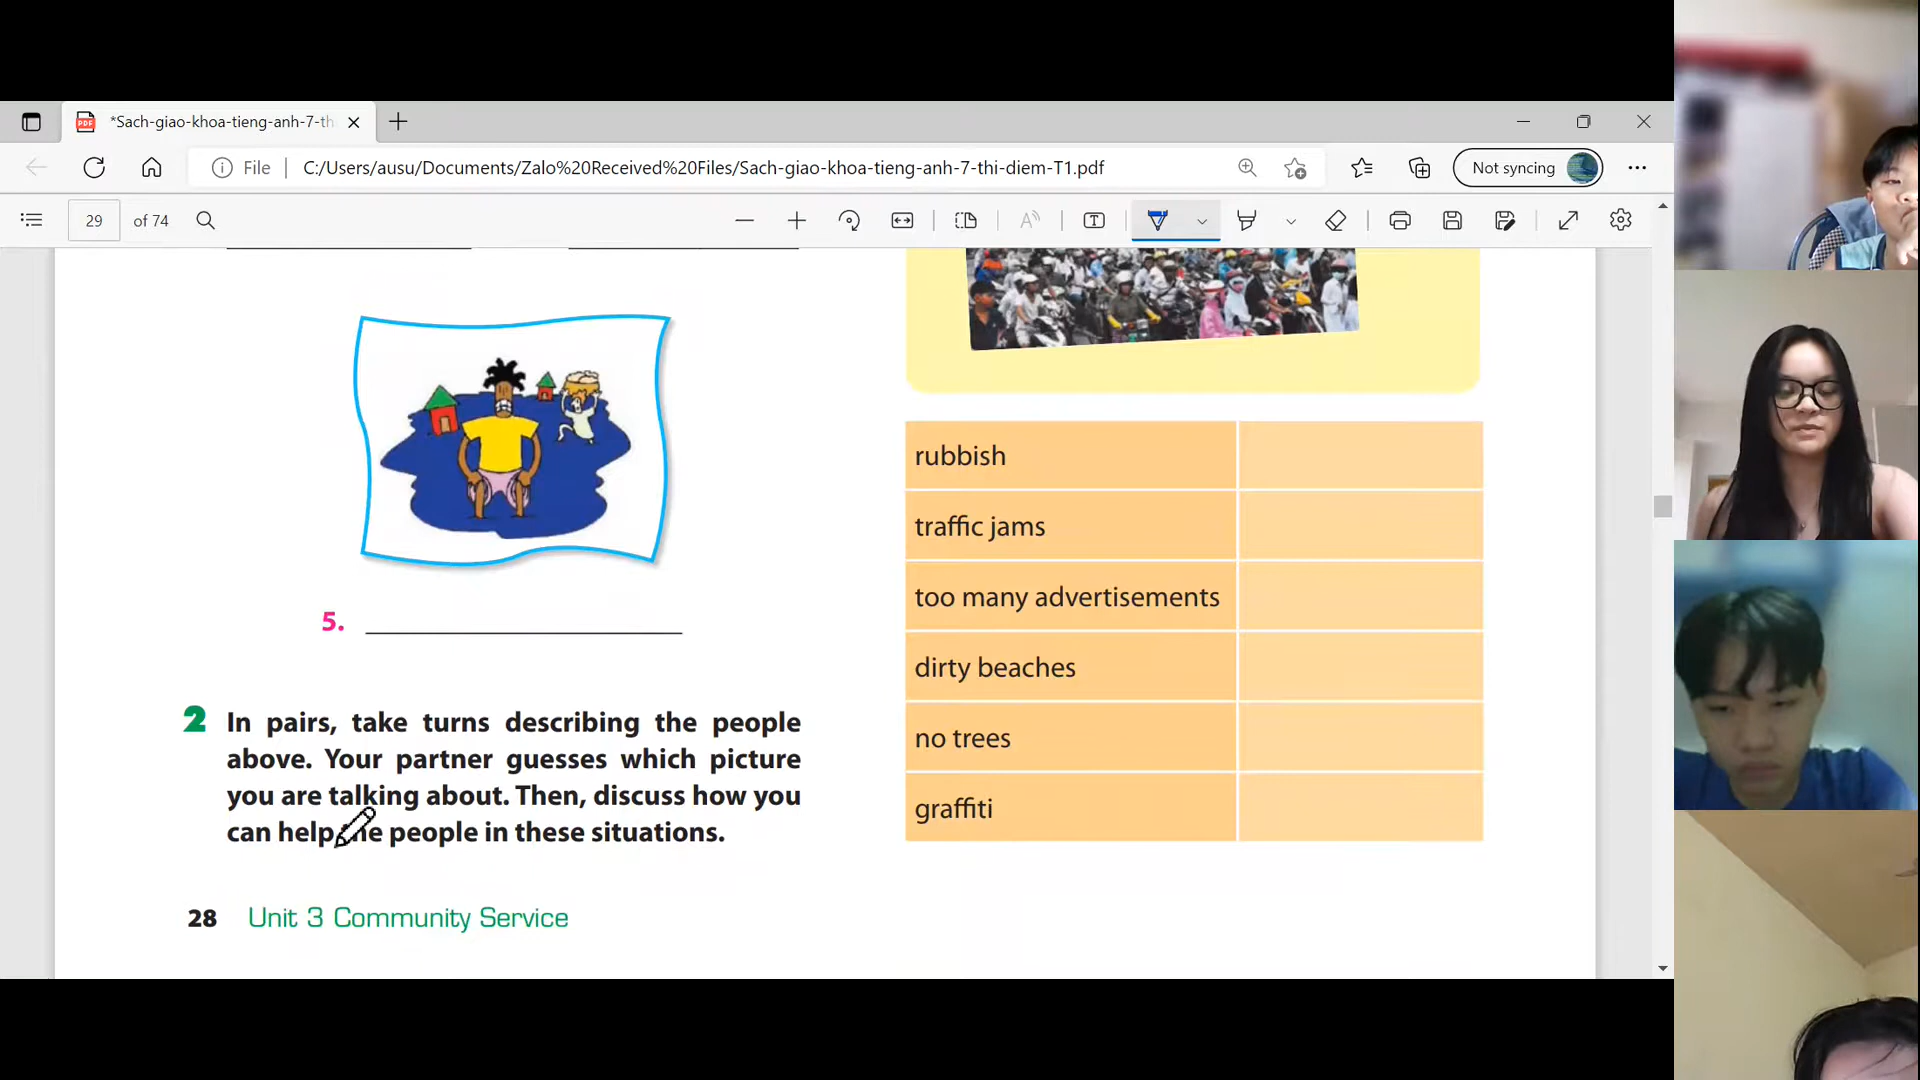 *Sach-giao-khoa-tieng-anh-7-th
File
C:/Users/ausu/Documents/Zalo%20Received%20Files/Sach-giao-khoa-tieng-anh-7-thi-diem-T1.pdf
Not syncing
29 of 74
5.
2 In pairs, take turns describing the people
above. Your partner guesses which picture
you are talking about. Then, discuss how you
can help the people in these situations.
28 Unit 3 Community Service
rubbish
traffic jams
too many advertisements
dirty beaches
no trees
graffiti